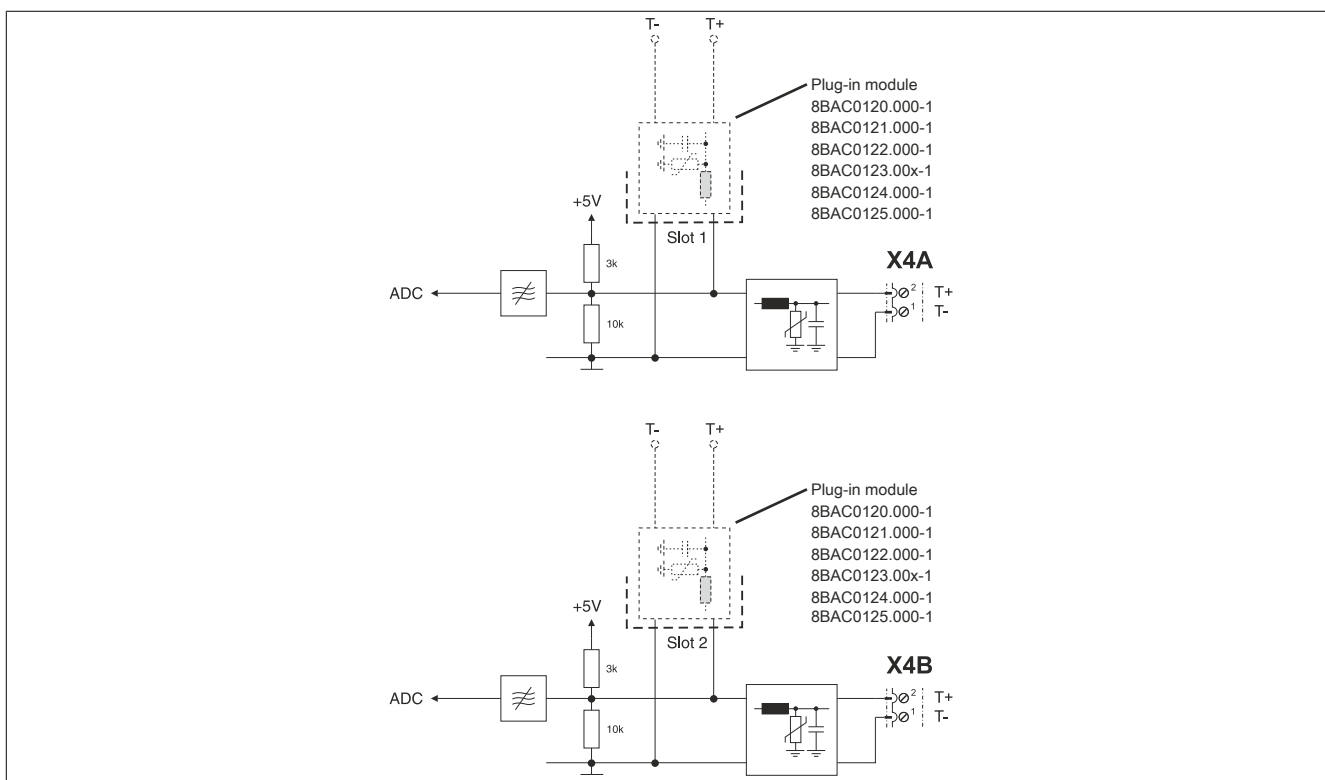 T- T+
Plug-in module
8BAC0120.000-1
8BAC0121.000-1
8BAC0122.000-1
8BAC0123.00x-1
8BAC0124.000-1
8BAC0125.000-1
+5V
Slot 1
3k
X4A
ADC
2 T+
1 T-
10k
T- T+
Plug-in module
8BAC0120.000-1
8BAC0121.000-1
8BAC0122.000-1
8BAC0123.00x-1
8BAC0124.000-1
8BAC0125.000-1
+5V
Slot 2
3k
X4B
ADC
2 T+
1 T-
10k